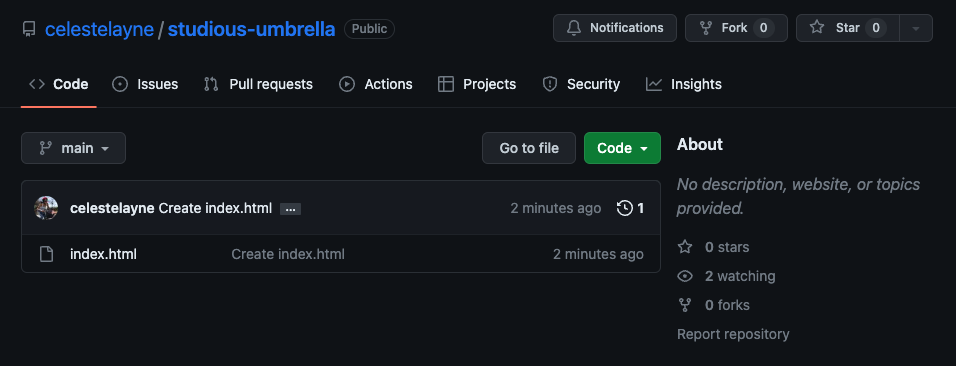 celestelayne / studious-umbrella Public
Notifications Fork 0 Star 0
Code Issues Pull requests Actions Projects Security Insights
main Go to file Code
celestelayne Create index.html ... 2 minutes ago 1
index.html Create index.html 2 minutes ago
About
No description, website, or topics
provided.
0 stars
2 watching
0 forks
Report repository